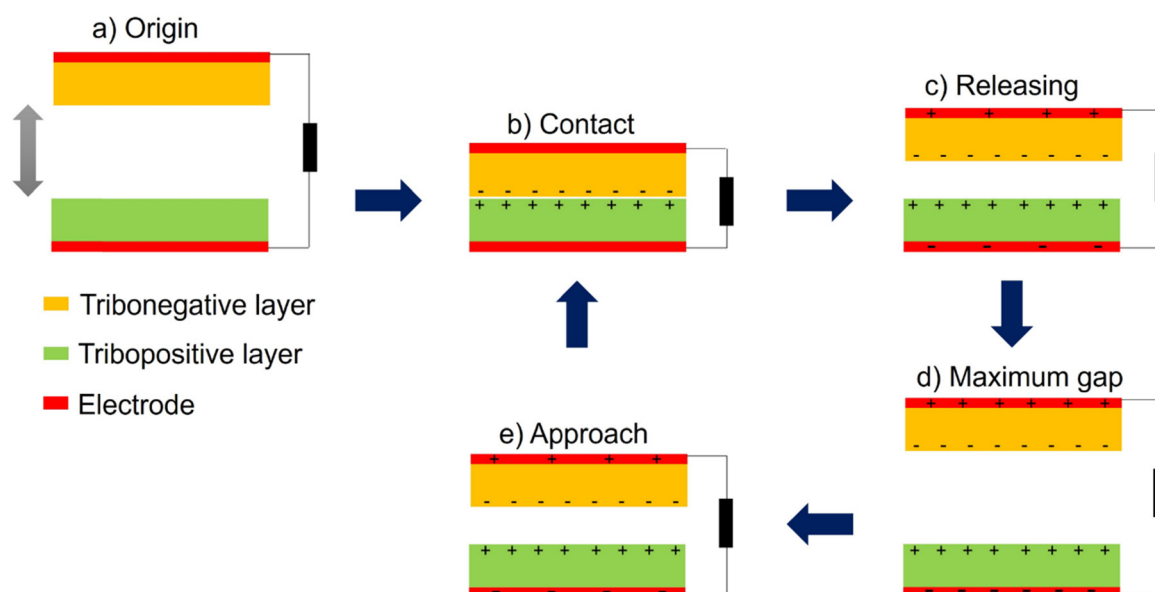 a) Origin
b) Contact
c) Releasing
- - - - - - - -
+ + + + + + + +
+ + + +
- - - - - - - -
+ + + + + + + +
- - - -
Tribonegative layer
Tribopositive layer
Electrode
d) Maximum gap
+ + + + + +
- - - - - - - -
+ + + + + + + +
- - - - - - -
e) Approach
+ + + +
- - - - - - - -
+ + + + + + + +
- - - -